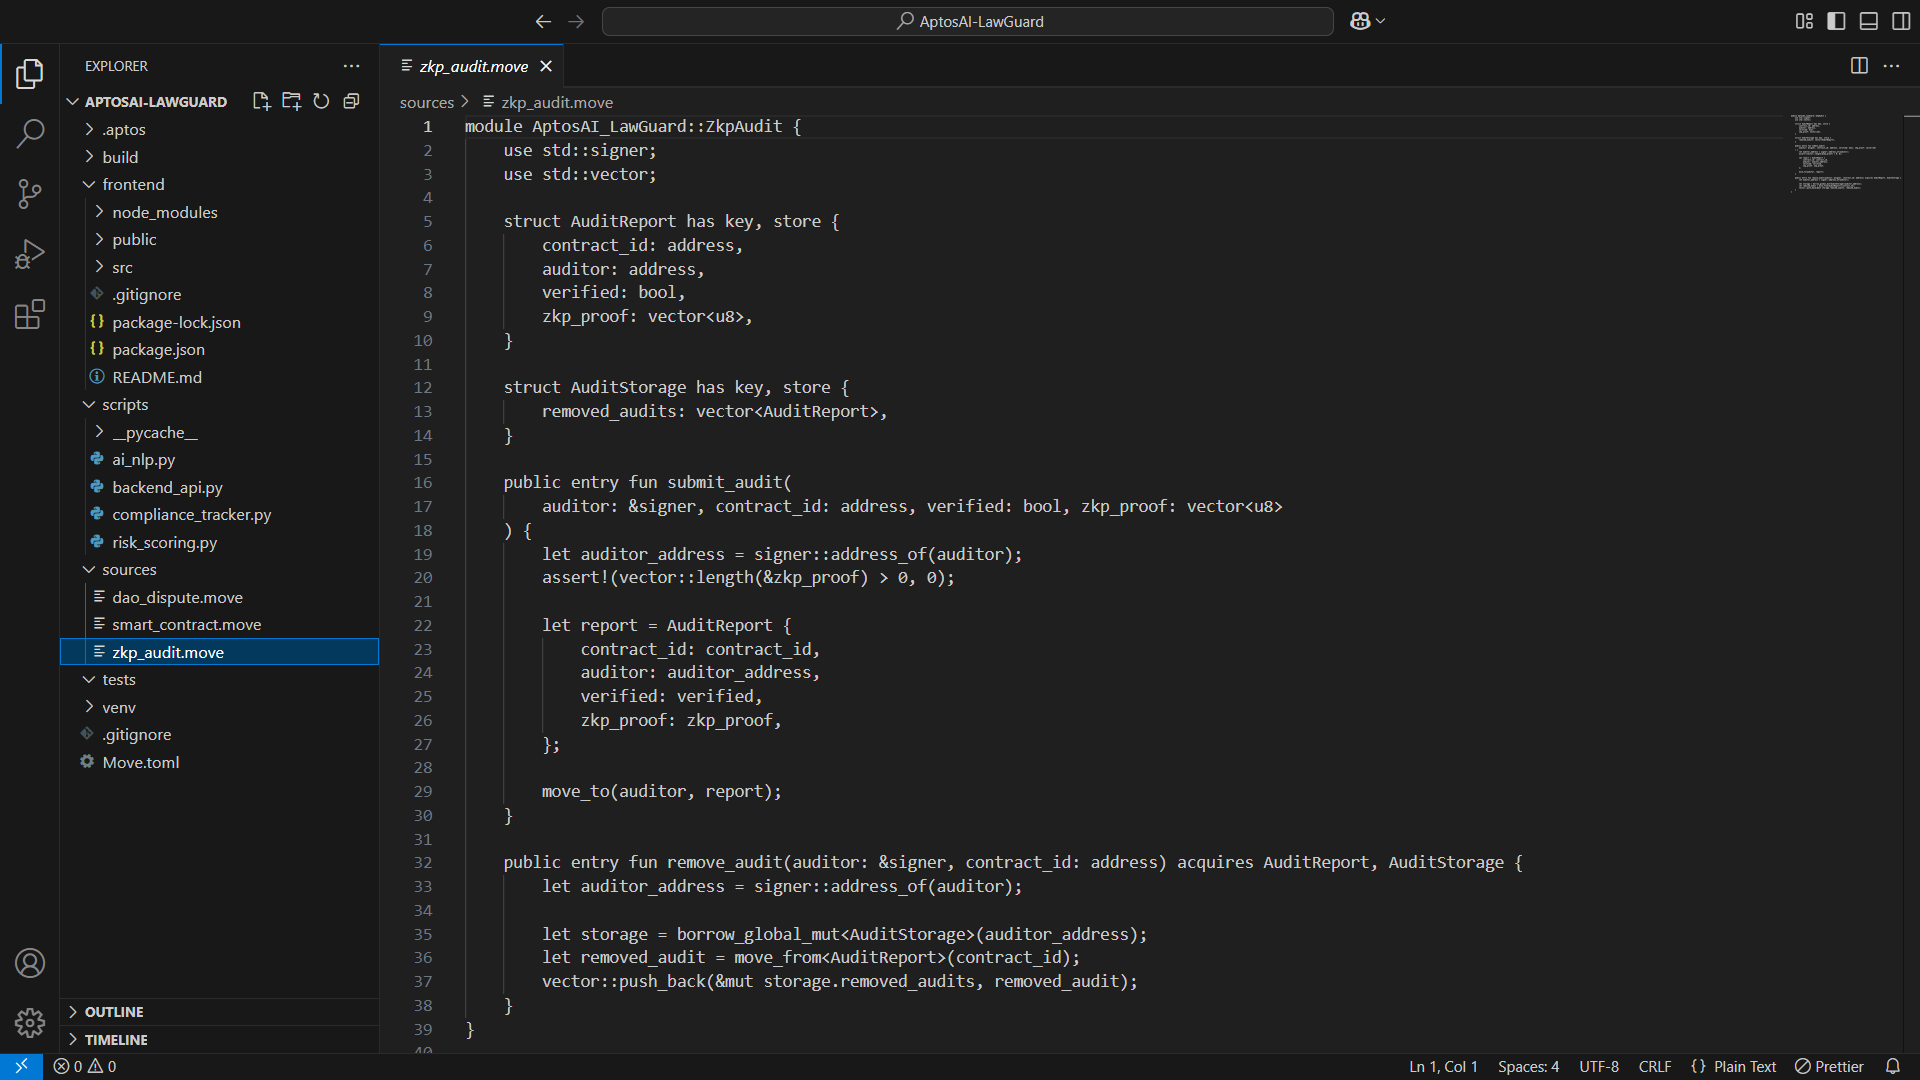 AptosAI-LawGuard
EXPLORER
APTOSAI-LAWGUARD
.aptos
build
frontend
node_modules
public
src
.gitignore
package-lock.json
package.json
README.md
scripts
__pycache__
ai_nlp.py
backend_api.py
compliance_tracker.py
risk_scoring.py
sources
dao_dispute.move
smart_contract.move
zkp_audit.move
tests
venv
.gitignore
Move.toml
OUTLINE
TIMELINE
zkp_audit.move
sources > zkp_audit.move
1 module AptosAI_LawGuard::ZkpAudit {
2 use std::signer;
3 use std::vector;
4
5 struct AuditReport has key, store {
6 contract_id: address,
7 auditor: address,
8 verified: bool,
9 zkp_proof: vector<u8>,
10 }
11
12 struct AuditStorage has key, store {
13 removed_audits: vector<AuditReport>,
14 }
15
16 public entry fun submit_audit(
17 auditor: &signer, contract_id: address, verified: bool, zkp_proof: vector<u8>
18 ) {
19 let auditor_address = signer::address_of(auditor);
20 assert!(vector::length(&zkp_proof) > 0, 0);
21
22 let report = AuditReport {
23 contract_id: contract_id,
24 auditor: auditor_address,
25 verified: verified,
26 zkp_proof: zkp_proof,
27 };
28
29 move_to(auditor, report);
30 }
31
32 public entry fun remove_audit(auditor: &signer, contract_id: address) acquires AuditReport, AuditStorage {
33 let auditor_address = signer::address_of(auditor);
34
35 let storage = borrow_global_mut<AuditStorage>(auditor_address);
36 let removed_audit = move_from<AuditReport>(contract_id);
37 vector::push_back(&mut storage.removed_audits, removed_audit);
38 }
39 }
40
0 0
Ln 1, Col 1 Spaces: 4 UTF-8 CRLF {} Plain Text Prettier